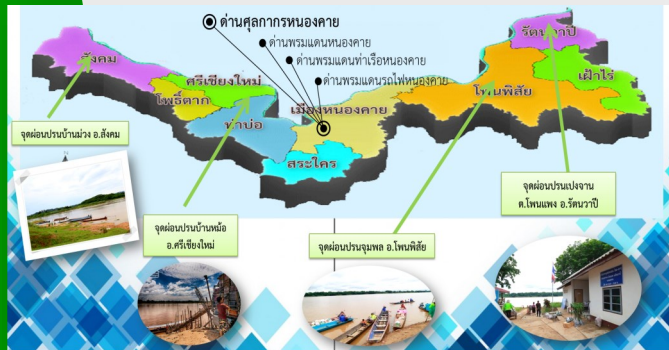 ด่านศุลกากรหนองคาย
ด่านพรมแดนหนองคาย
ด่านพรมแดนท่าเรือหนองคาย
ด่านพรมแดนรถไฟหนองคาย
รัตนวาปี
สังคม
ศรีเชียงใหม่
เฝ้าไร่
โพธิ์ตาก
โพนพิสัย
เมืองหนองคาย
ท่าบ่อ
สระใคร
จุดผ่อนปรนบ้านม่วง อ.สังคม
จุดผ่อนปรนบ้านหม้อ
อ.ศรีเชียงใหม่
จุดผ่อนปรนจุมพล อ.โพนพิสัย
จุดผ่อนปรนเปงจาน
ต.โพนแพง อ.รัตนวาปี